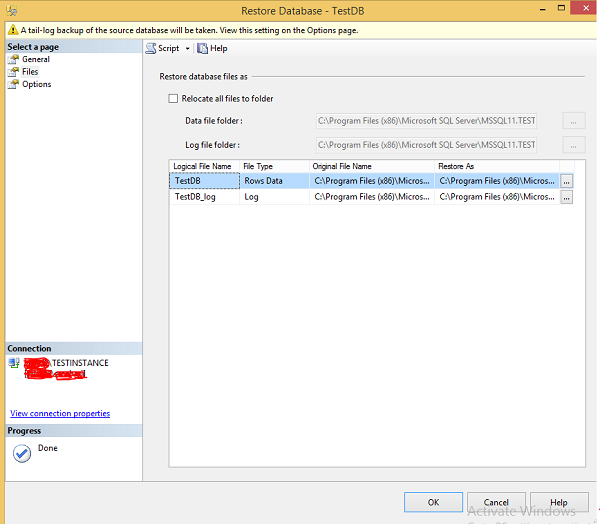 Restore Database - TestDB
A tail-log backup of the source database will be taken. View this setting on the Options page.
Select a page
General
Files
Options
Script
Help
Restore database files as
Relocate all files to folder
Data file folder :
C:\Program Files (x86)\Microsoft SQL Server\MSSQL11.TEST
...
Log file folder :
C:\Program Files (x86)\Microsoft SQL Server\MSSQL11.TEST
...
Logical File Name File Type Original File Name Restore As
TestDB Rows Data C:\Program Files (x86)\Micros... C:\Program Files (x86)\Micros... ...
TestDB_log Log C:\Program Files (x86)\Micros... C:\Program Files (x86)\Micros... ...
Connection
\TESTINSTANCE
View connection properties
Progress
Done
OK Cancel Help
Activate Windows